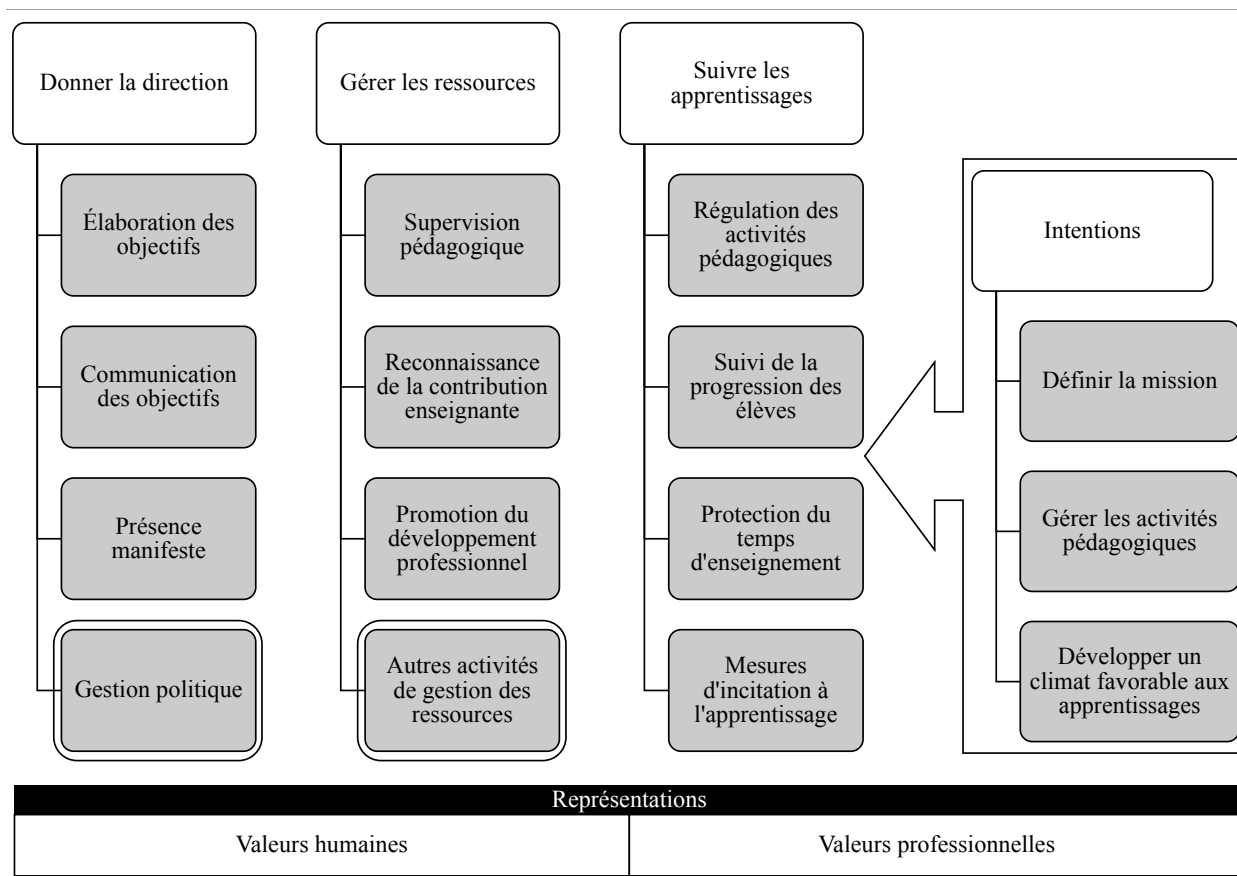 Donner la direction
Élaboration des
objectifs
Communication
des objectifs
Présence
manifeste
Gestion politique
Gérer les ressources
Supervision
pédagogique
Reconnaissance
de la contribution
enseignante
Promotion du
développement
professionnel
Autres activités
de gestion des
ressources
Suivre les
apprentissages
Régulation des
activités
pédagogiques
Suivi de la
progression des
élèves
Protection du
temps
d'enseignement
Mesures
d'incitation à
l'apprentissage
Intentions
Définir la mission
Gérer les activités
pédagogiques
Développer un
climat favorable aux
apprentissages
Représentations
Valeurs humaines
Valeurs professionnelles